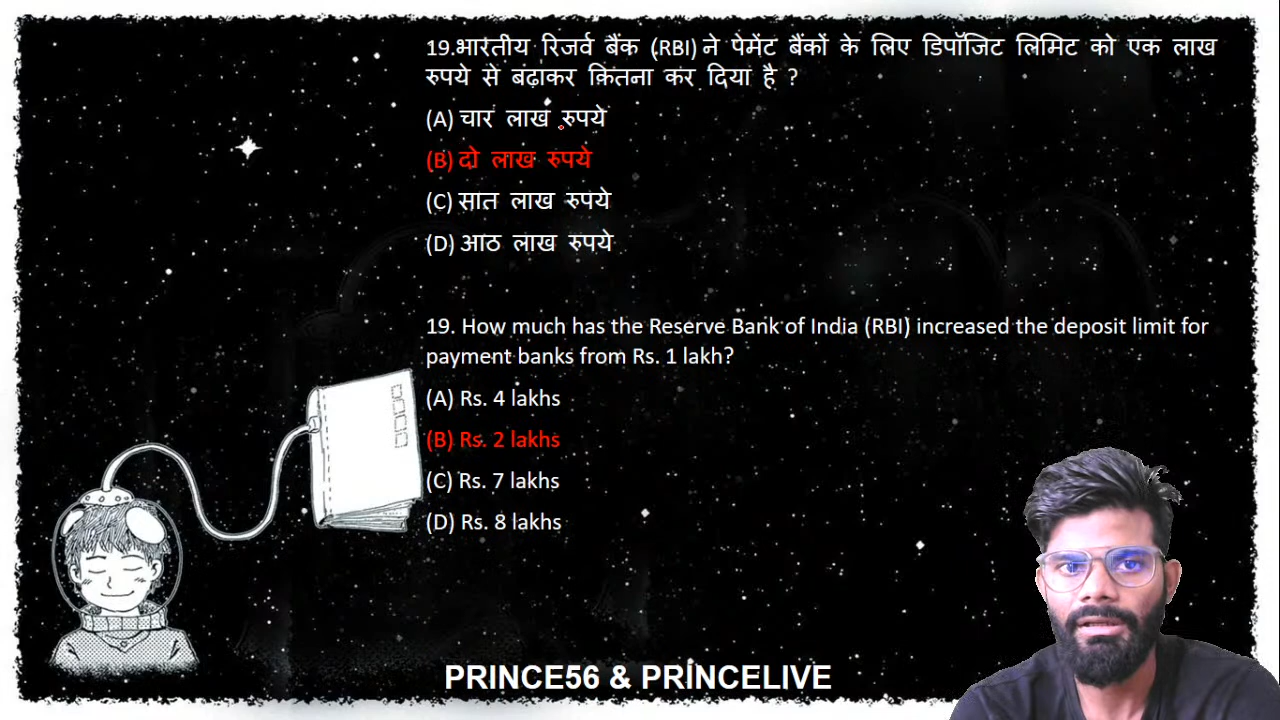 19.भारतीय रिजर्व बैंक (RBI) ने पेमेंट बैंकों के लिए डिपॉजिट लिमिट को एक लाख
रुपये से बढ़ाकर कितना कर दिया है ?
(A) चार लाख रुपये
(B) दो लाख रुपये
(C) सात लाख रुपये
(D) आठ लाख रुपये
19. How much has the Reserve Bank of India (RBI) increased the deposit limit for
payment banks from Rs. 1 lakh?
(A) Rs. 4 lakhs
(B) Rs. 2 lakhs
(C) Rs. 7 lakhs
(D) Rs. 8 lakhs
PRINCE56 & PRINCELIVE